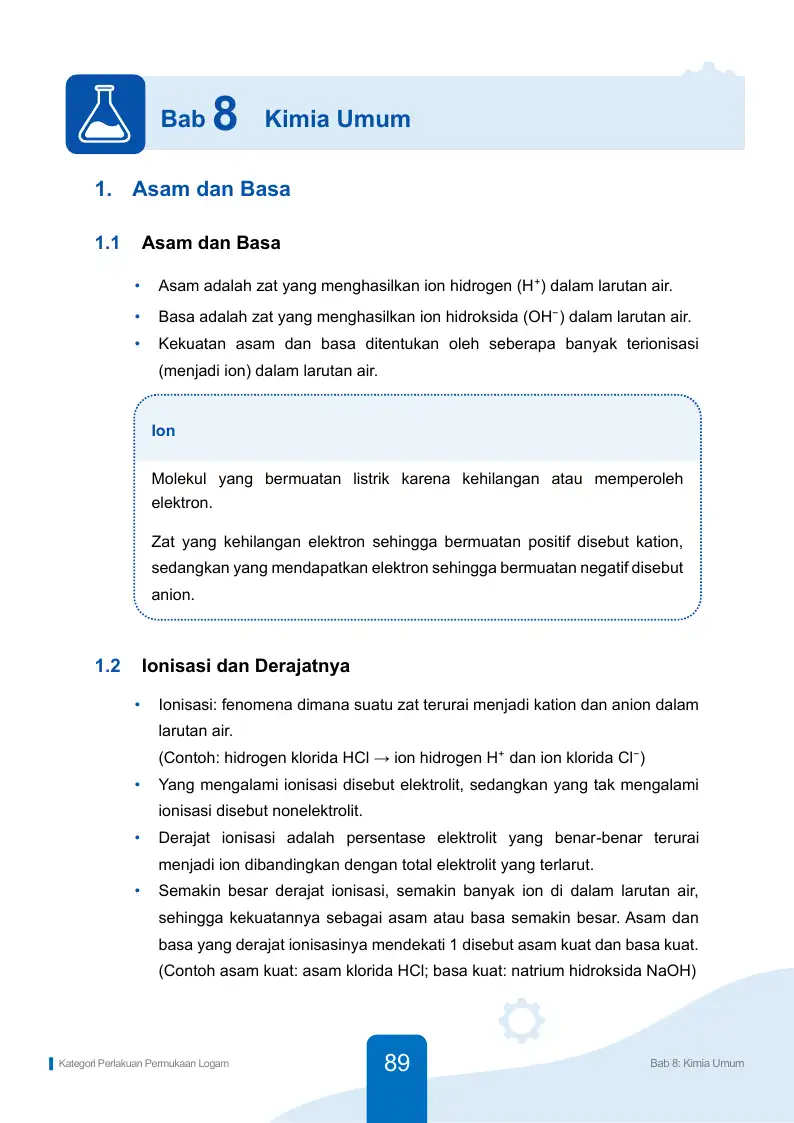 Bab 8 Kimia Umum
1. Asam dan Basa
1.1 Asam dan Basa
• Asam adalah zat yang menghasilkan ion hidrogen (H⁺) dalam larutan air.
• Basa adalah zat yang menghasilkan ion hidroksida (OH⁻) dalam larutan air.
• Kekuatan asam dan basa ditentukan oleh seberapa banyak terionisasi
(menjadi ion) dalam larutan air.
Ion
Molekul yang bermuatan listrik karena kehilangan atau memperoleh
elektron.
Zat yang kehilangan elektron sehingga bermuatan positif disebut kation,
sedangkan yang mendapatkan elektron sehingga bermuatan negatif disebut
anion.
1.2 Ionisasi dan Derajatnya
• Ionisasi: fenomena dimana suatu zat terurai menjadi kation dan anion dalam
larutan air.
(Contoh: hidrogen klorida HCl → ion hidrogen H⁺ dan ion klorida Cl⁻)
• Yang mengalami ionisasi disebut elektrolit, sedangkan yang tak mengalami
ionisasi disebut nonelektrolit.
• Derajat ionisasi adalah persentase elektrolit yang benar-benar terurai
menjadi ion dibandingkan dengan total elektrolit yang terlarut.
• Semakin besar derajat ionisasi, semakin banyak ion di dalam larutan air,
sehingga kekuatannya sebagai asam atau basa semakin besar. Asam dan
basa yang derajat ionisasinya mendekati 1 disebut asam kuat dan basa kuat.
(Contoh asam kuat: asam klorida HCl; basa kuat: natrium hidroksida NaOH)
Kategori Perlakuan Permukaan Logam
89
Bab 8: Kimia Umum